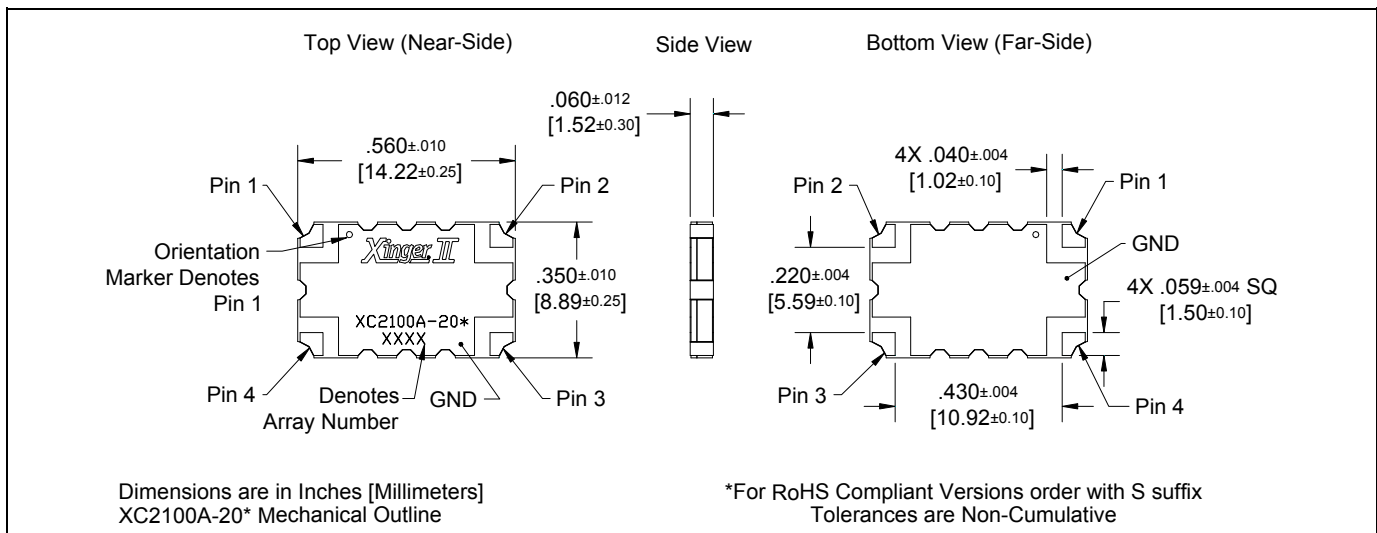 Top View (Near-Side)
Side View
Bottom View (Far-Side)
.560±.010
[14.22±0.25]
Pin 1
Pin 2
Orientation
Marker Denotes
Pin 1
Xinger II
.350±.010
[8.89±0.25]
XC2100A-20*
XXXX
Pin 4
Denotes
Array Number
GND
Pin 3
.060±.012
[1.52±0.30]
4X .040±.004
[1.02±0.10]
Pin 2
Pin 1
GND
.220±.004
[5.59±0.10]
4X .059±.004 SQ
[1.50±0.10]
Pin 3
.430±.004
[10.92±0.10]
Pin 4
Dimensions are in Inches [Millimeters]
XC2100A-20* Mechanical Outline
*For RoHS Compliant Versions order with S suffix
Tolerances are Non-Cumulative